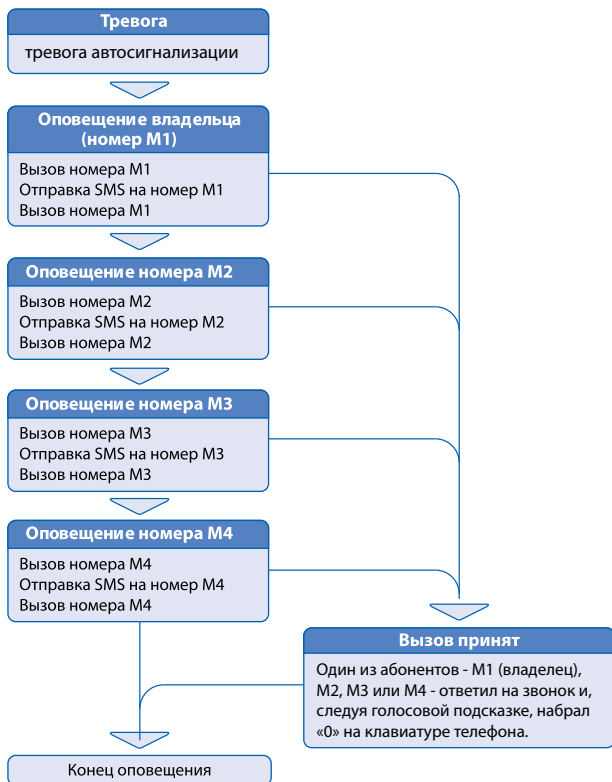 Тревога
тревога автосигнализации
Оповещение владельца
(номер М1)
Вызов номера М1
Отправка SMS на номер М1
Вызов номера М1
Оповещение номера М2
Вызов номера М2
Отправка SMS на номер М2
Вызов номера М2
Оповещение номера М3
Вызов номера М3
Отправка SMS на номер М3
Вызов номера М3
Оповещение номера М4
Вызов номера М4
Отправка SMS на номер М4
Вызов номера М4
Вызов принят
Один из абонентов - М1 (владелец),
М2, М3 или М4 - ответил на звонок и,
следуя голосовой подсказке, набрал
«0» на клавиатуре телефона.
Конец оповещения